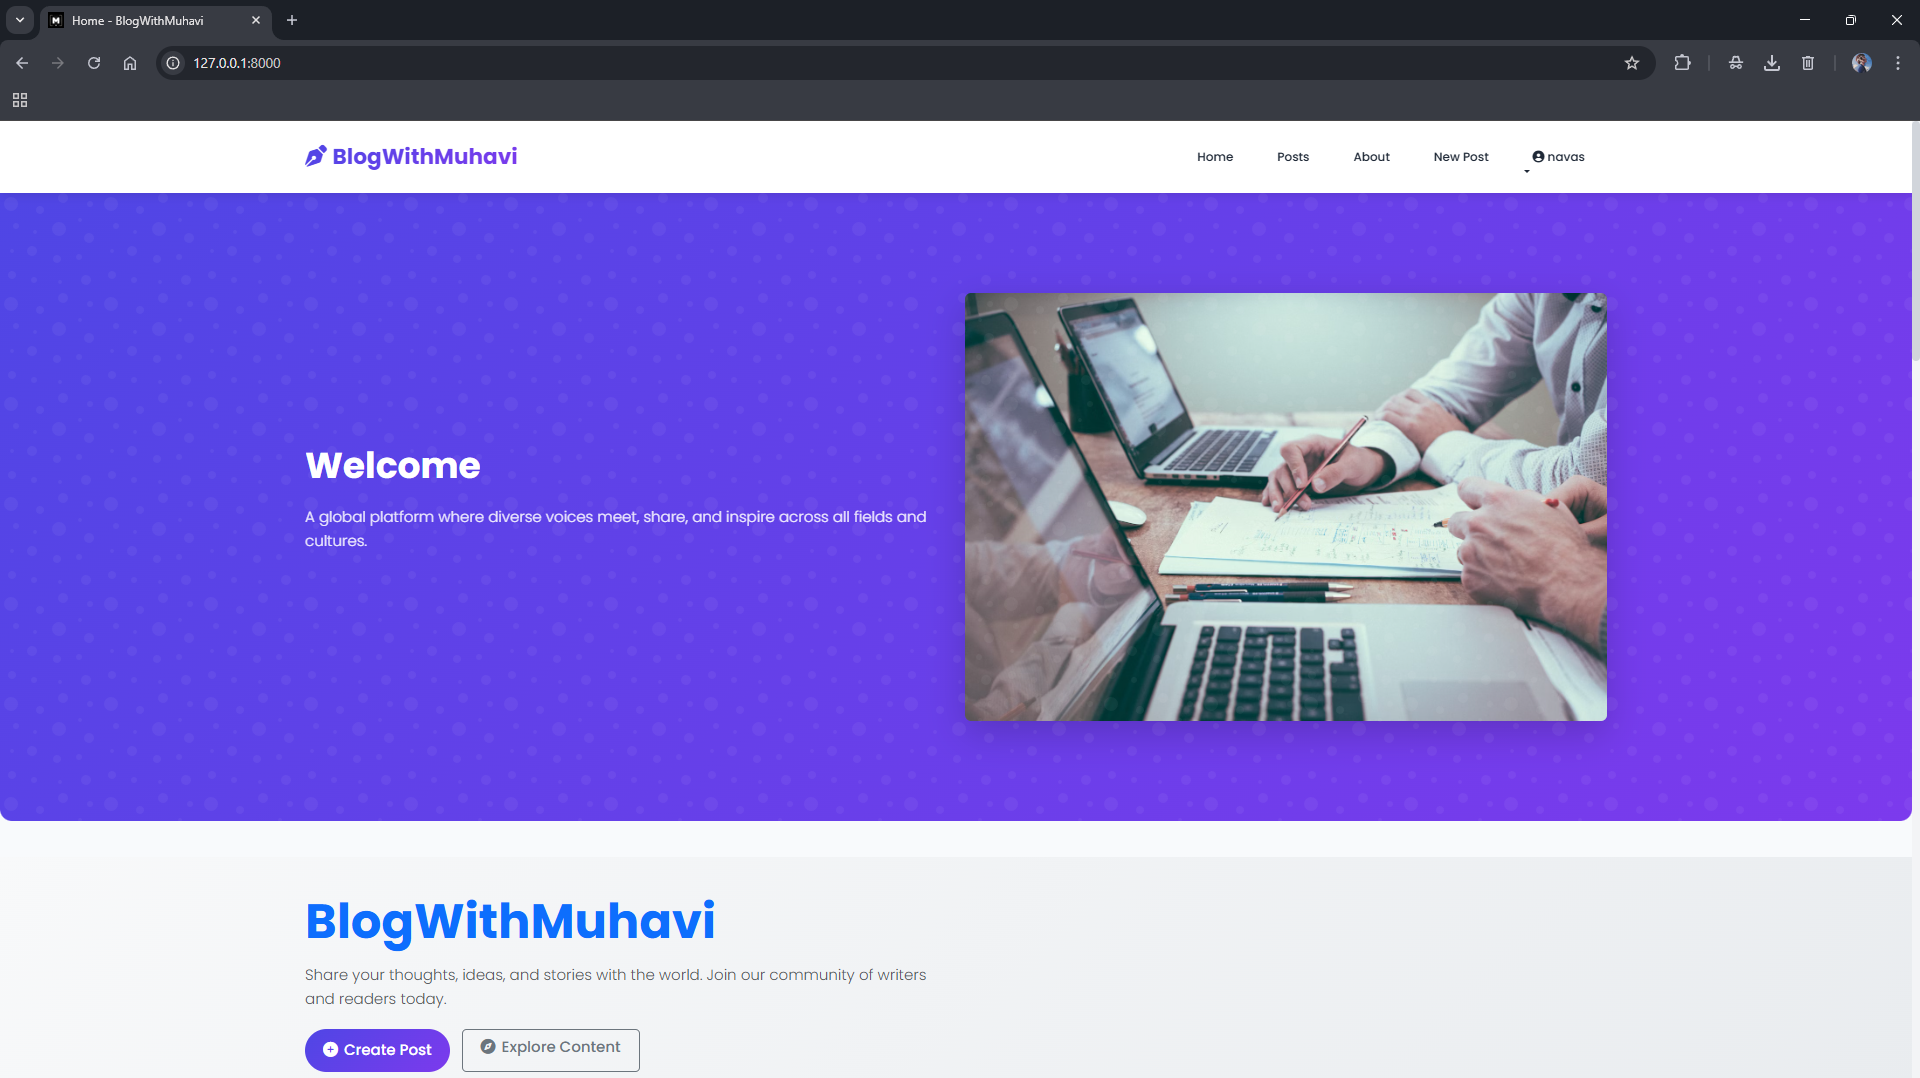 Home - BlogWithMuhavi
127.0.0.1:8000
BlogWithMuhavi
Home Posts About New Post navas
Welcome
A global platform where diverse voices meet, share, and inspire across all fields and
cultures.
BlogWithMuhavi
Share your thoughts, ideas, and stories with the world. Join our community of writers
and readers today.
Create Post Explore Content